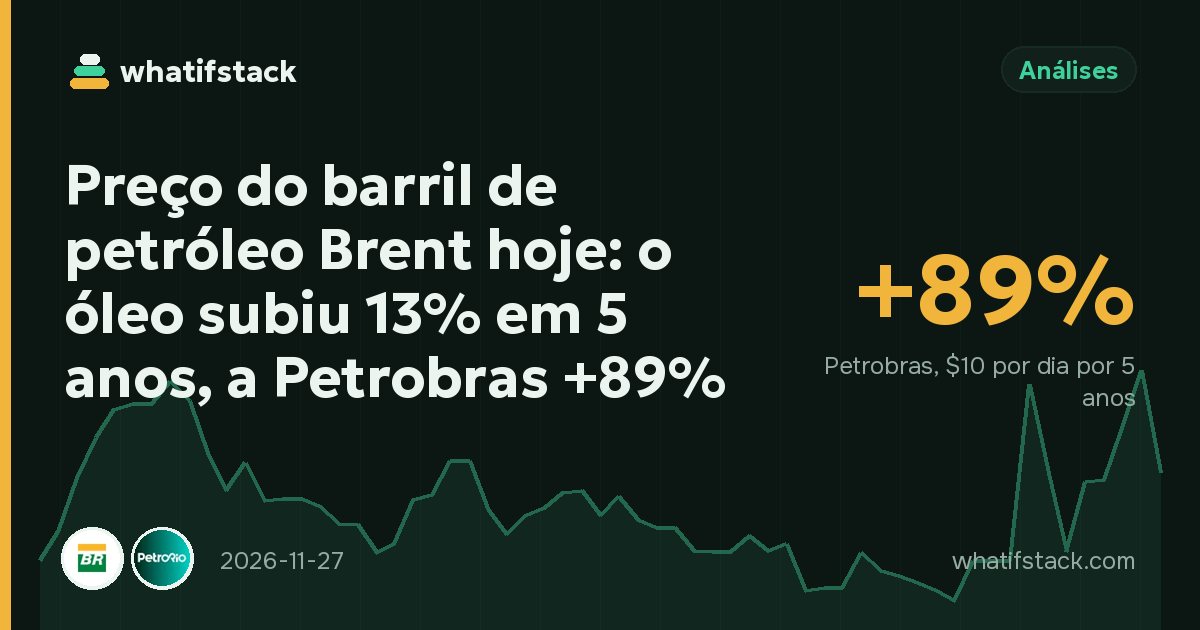 whatifstack
Análises
Preço do barril de
petróleo Brent hoje: o
óleo subiu 13% em 5
anos, a Petrobras +89%
+89%
Petrobras, $10 por dia por 5
anos
BR
PetroRio
2026-11-27
whatifstack.com